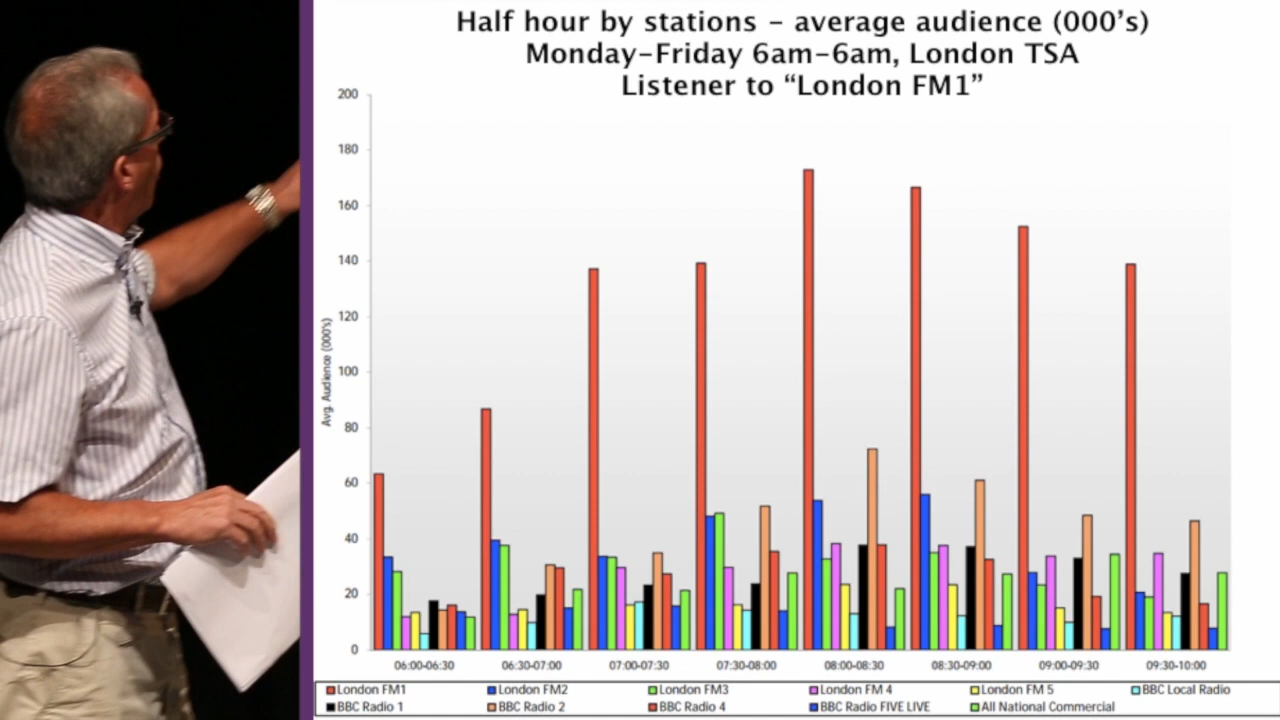 Half hour by stations – average audience (000’s)
Monday–Friday 6am–6am, London TSA
Listener to “London FM1”
200
180
160
140
120
100
80
60
40
20
0
Avg. Audience (000's)
06:00-06:30 06:30-07:00 07:00-07:30 07:30-08:00 08:00-08:30 08:30-09:00 09:00-09:30 09:30-10:00
London FM1 London FM2 London FM3 London FM 4 London FM 5 BBC Local Radio
BBC Radio 1 BBC Radio 2 BBC Radio 4 BBC Radio FIVE LIVE All National Commercial